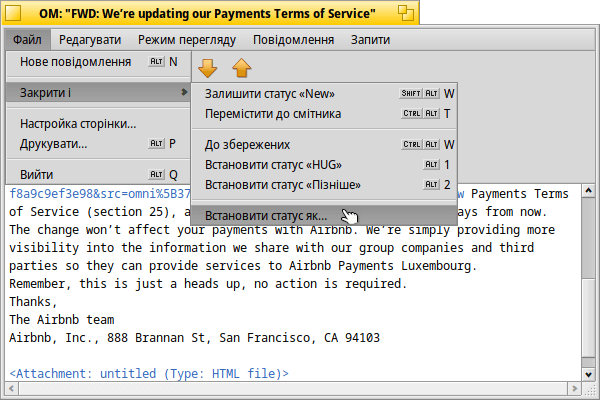 OM: "FWD: We’re updating our Payments Terms of Service"
Файл Редагувати Режим перегляду Повідомлення Запити
Нове повідомлення ALT N
Закрити і
Залишити статус «New» SHIFT ALT W
Перемістити до смітника CTRL ALT T
Настройка сторінки...
Друкувати... ALT P
До збережених CTRL ALT W
Встановити статус «HUG» ALT 1
Вийти ALT Q
Встановити статус «Пізніше» ALT 2
Встановити статус як...
f8a9c9ef3e98&src=omni%5B37 Payments Terms
of Service (section 25), ays from now.
The change won’t affect your payments with Airbnb. We’re simply providing more
visibility into the information we share with our group companies and third
parties so they can provide services to Airbnb Payments Luxembourg.
Remember, this is just a heads up, no action is required.
Thanks,
The Airbnb team
Airbnb, Inc., 888 Brannan St, San Francisco, CA 94103
<Attachment: untitled (Type: HTML file)>